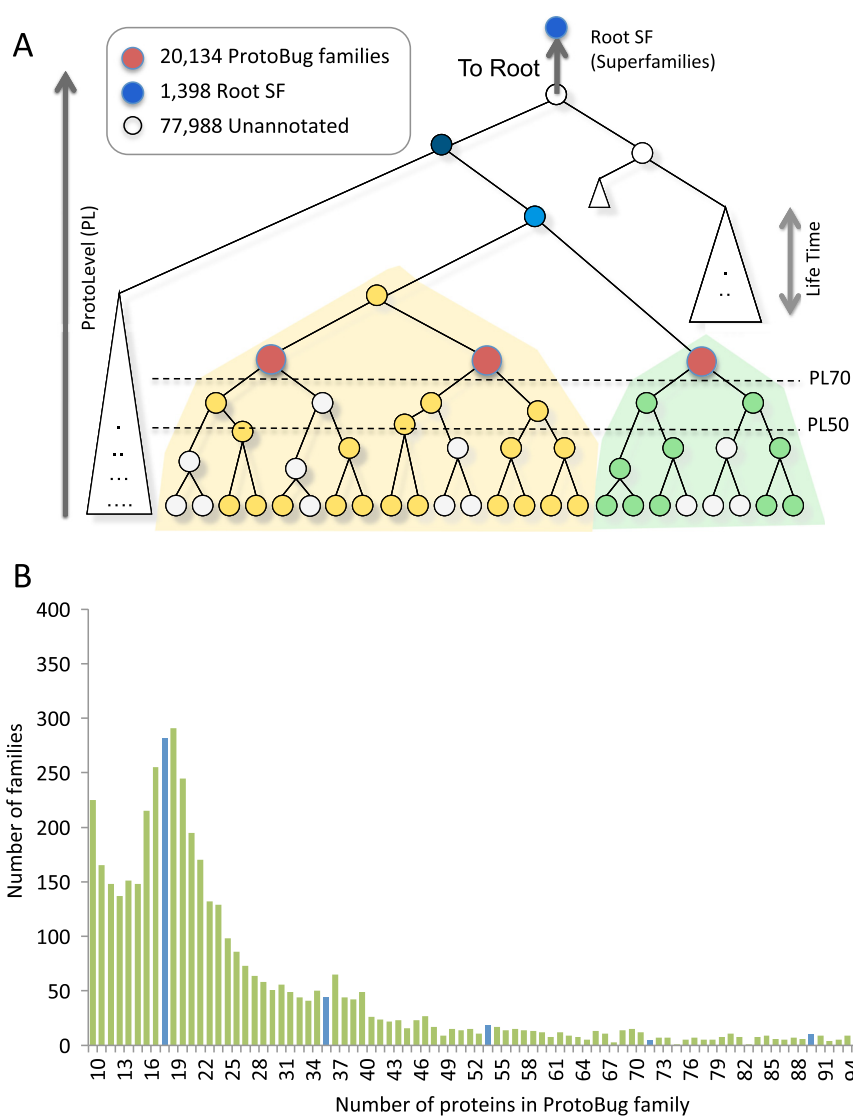 A
20,134 ProtoBug families
1,398 Root SF
77,988 Unannotated
To Root
Root SF
(Superfamilies)
ProtoLevel (PL)
Life Time
PL70
PL50
B
Number of families
400
350
300
250
200
150
100
50
0
10 13 16 19 22 25 28 31 34 37 40 43 46 49 52 55 58 61 64 67 70 73 76 79 82 85 88 91 94
Number of proteins in ProtoBug family